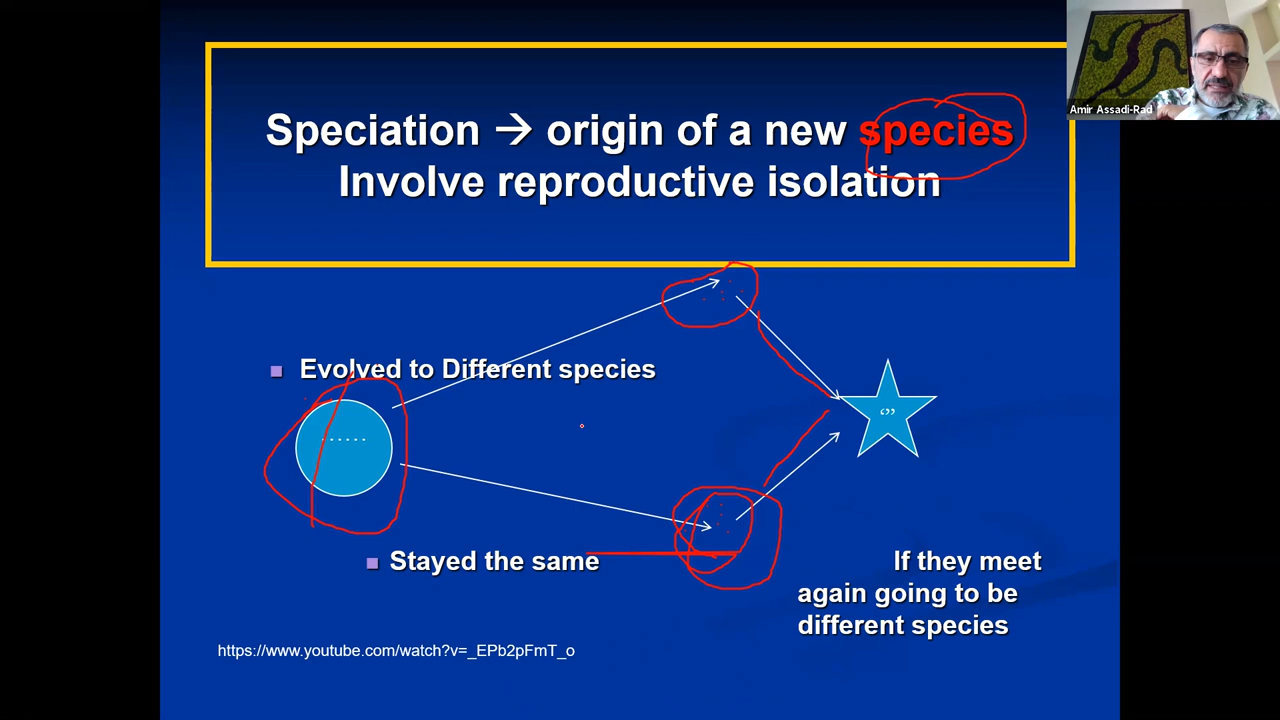 Amir Assadi-Rad
Speciation → origin of a new species
Involve reproductive isolation
Evolved to Different species
Stayed the same
If they meet
again going to be
different species
https://www.youtube.com/watch?v=_EPb2pFmT_o